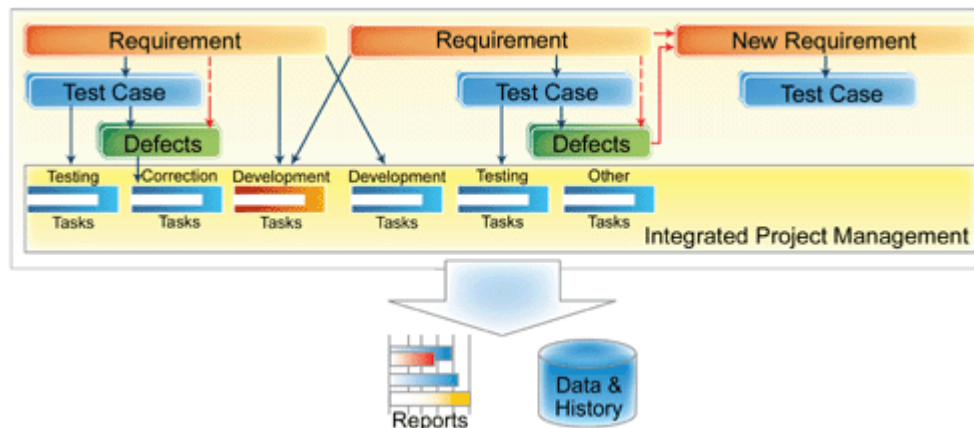 Requirement
Requirement
New Requirement
Test Case
Test Case
Test Case
Defects
Defects
Testing
Correction
Development
Development
Testing
Other
Tasks
Tasks
Tasks
Tasks
Tasks
Tasks
Integrated Project Management
Reports
Data &
History